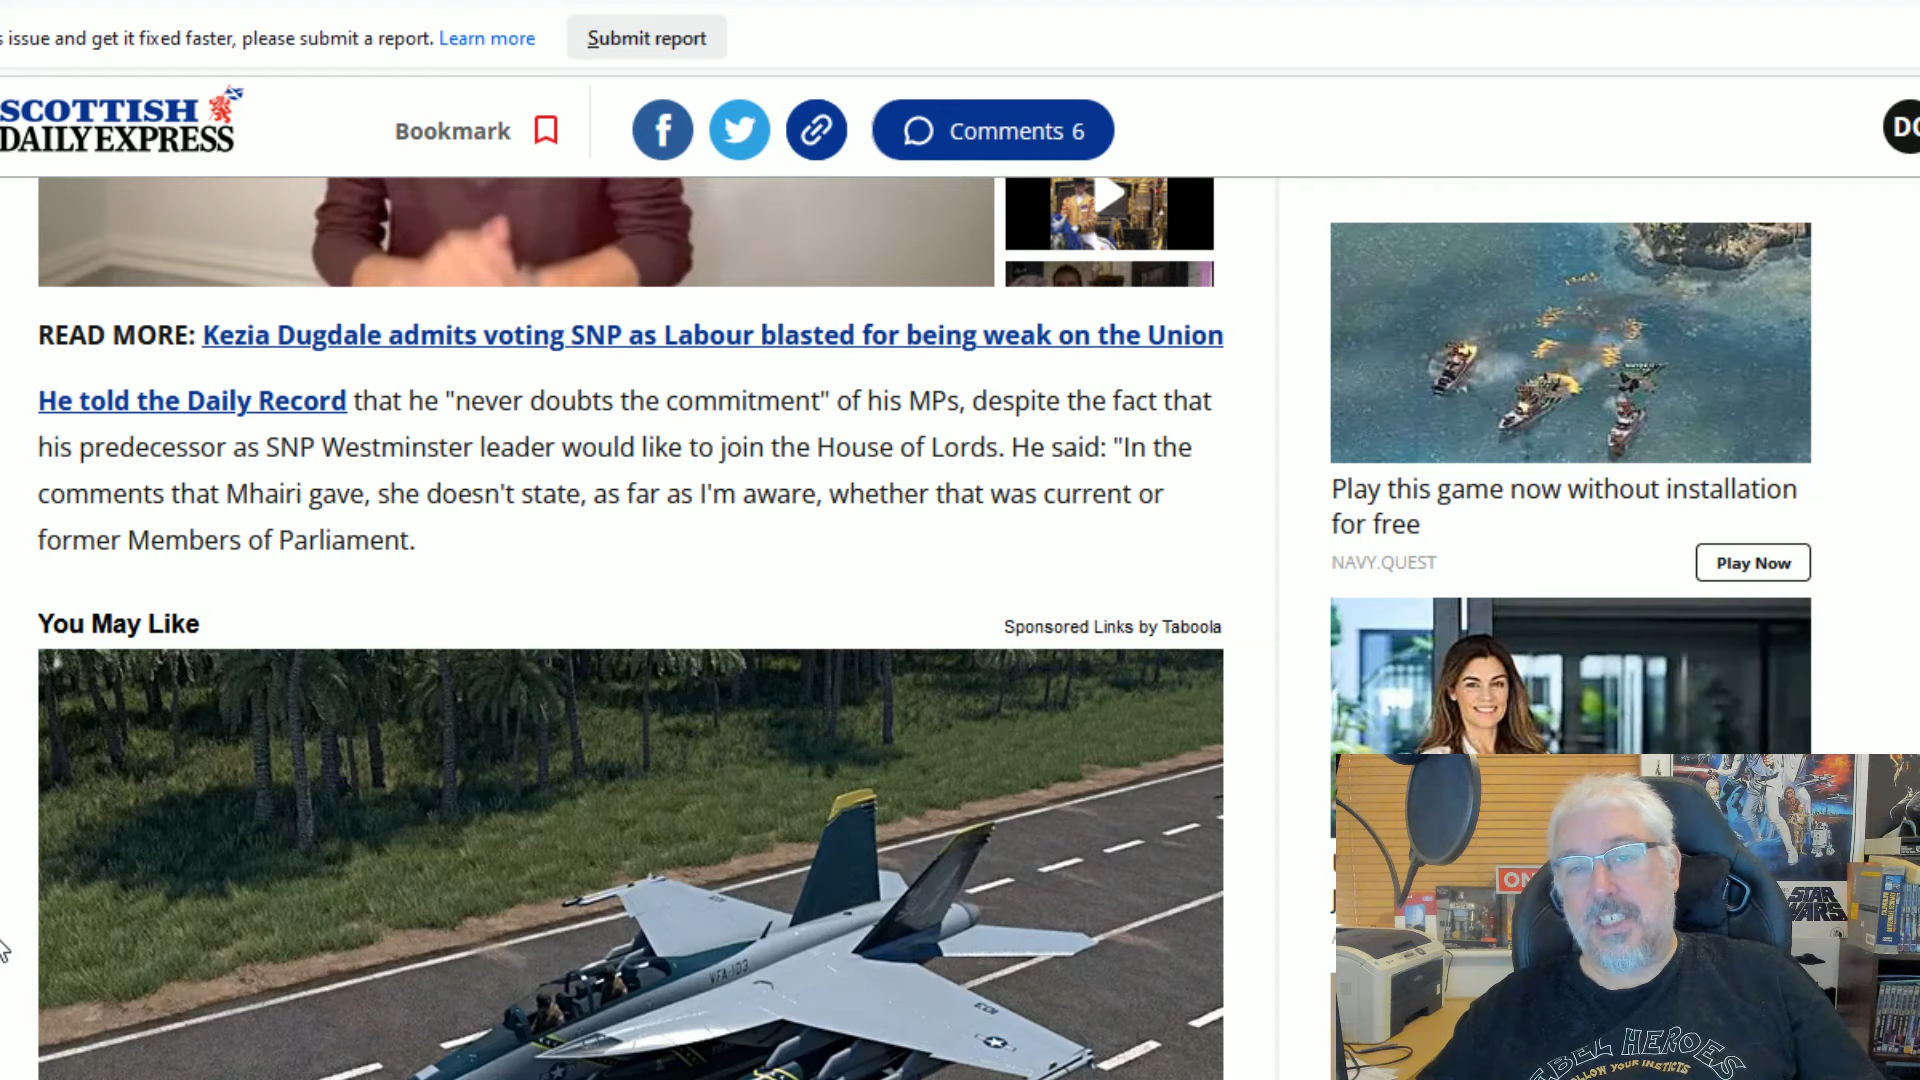 s issue and get it fixed faster, please submit a report. Learn more
Submit report
SCOTTISH
DAILY EXPRESS
Bookmark
Comments 6
DC
READ MORE: Kezia Dugdale admits voting SNP as Labour blasted for being weak on the Union
He told the Daily Record that he "never doubts the commitment" of his MPs, despite the fact that
his predecessor as SNP Westminster leader would like to join the House of Lords. He said: "In the
comments that Mhairi gave, she doesn't state, as far as I'm aware, whether that was current or
former Members of Parliament.
You May Like
Sponsored Links by Taboola
VFA-103
Play this game now without installation
for free
NAVY.QUEST
Play Now
ON
STAR
WARS
EBEL HEROES
LLOW YOUR INSTICTS